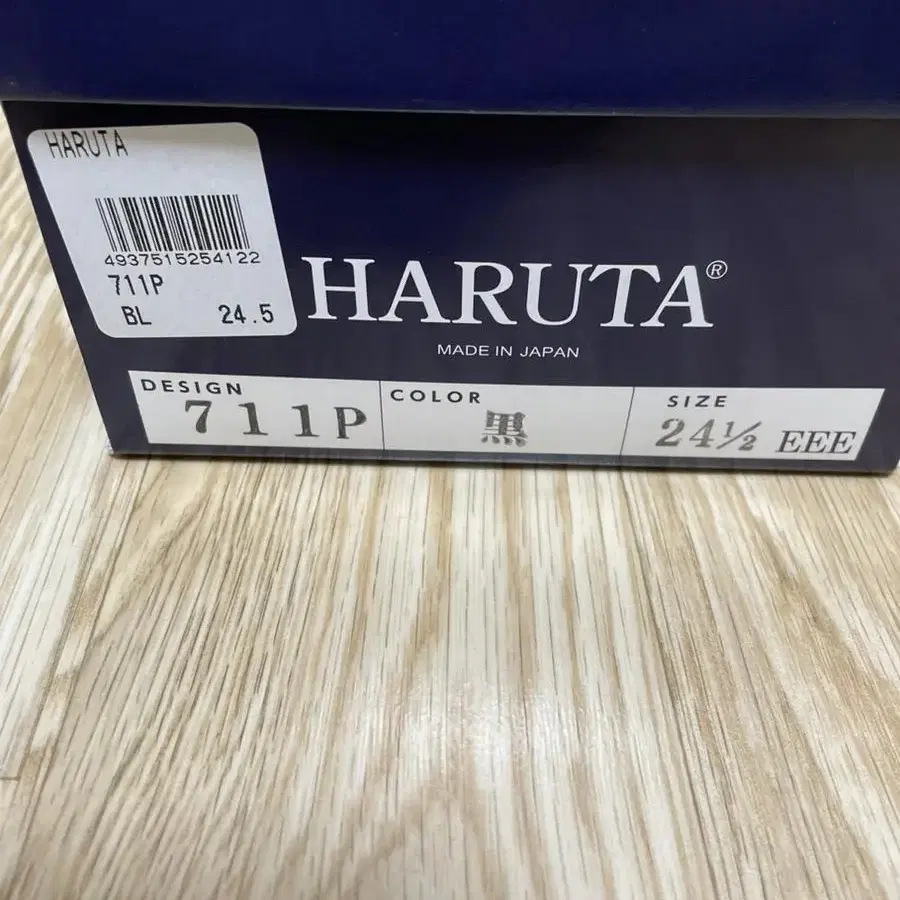 HARUTA
4937515254122
711P
BL 24.5
HARUTA®
MADE IN JAPAN
DESIGN 711P
COLOR 黒
SIZE 24½ EEE